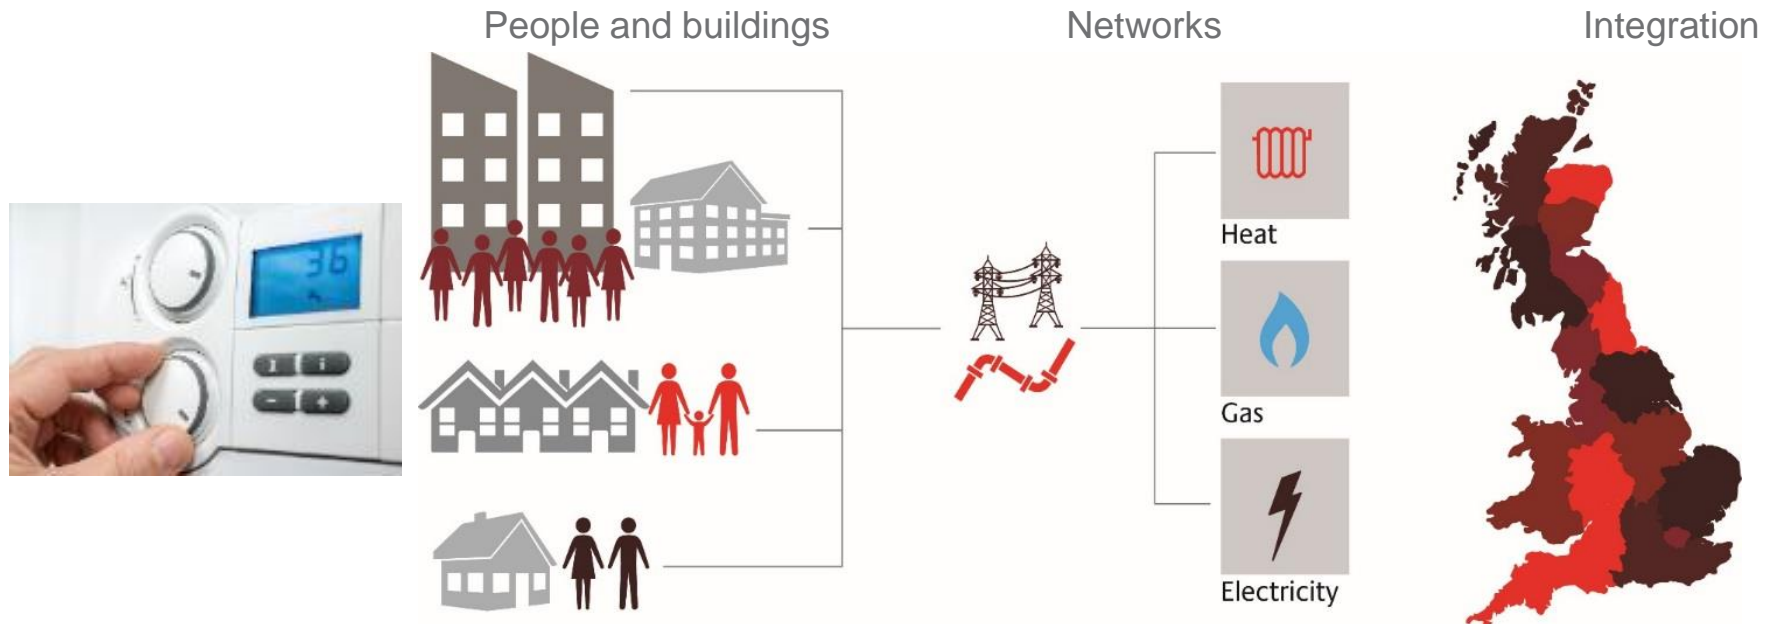 People and buildings
Networks
Integration
36
Heat
Gas
Electricity